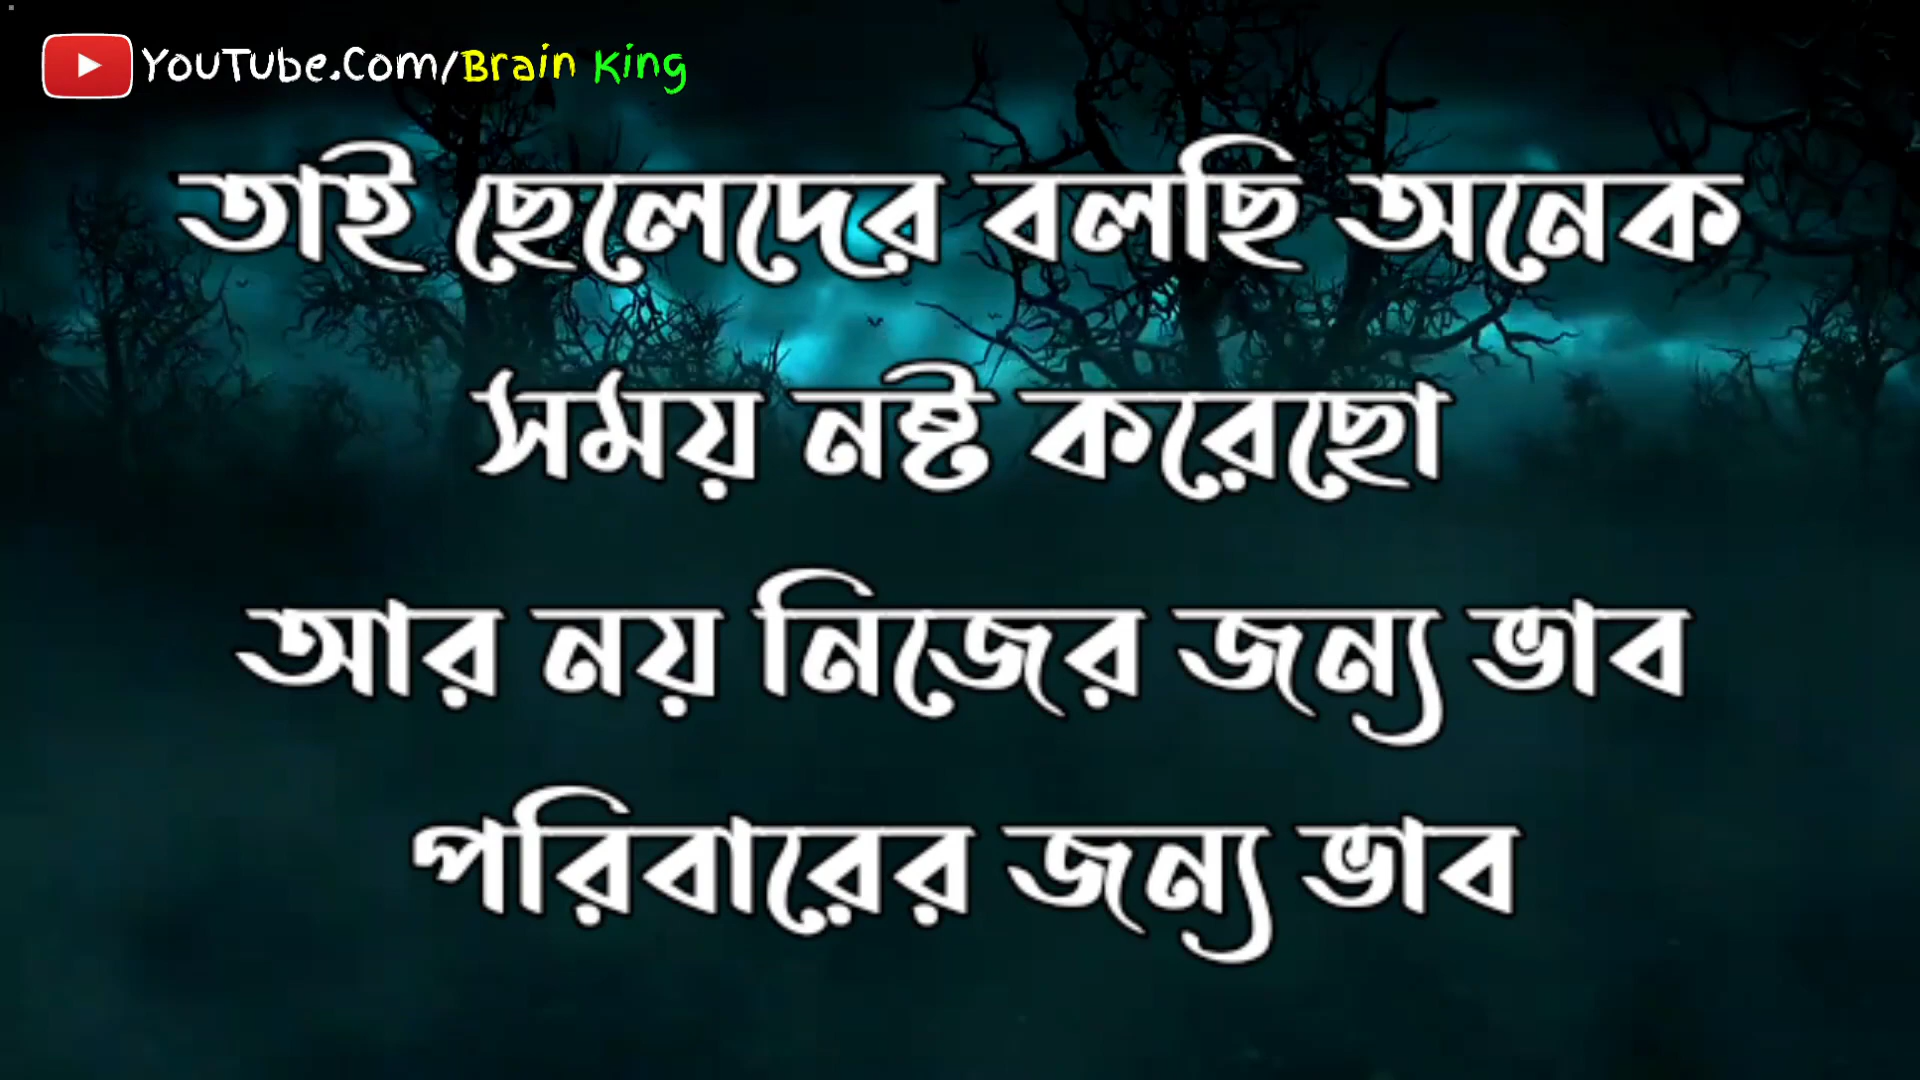 YouTube.Com/Brain King
তাই ছেলেদের বলছি অনেক
সময় নষ্ট করেছো
আর নয় নিজের জন্য ভাব
পরিবারের জন্য ভাব